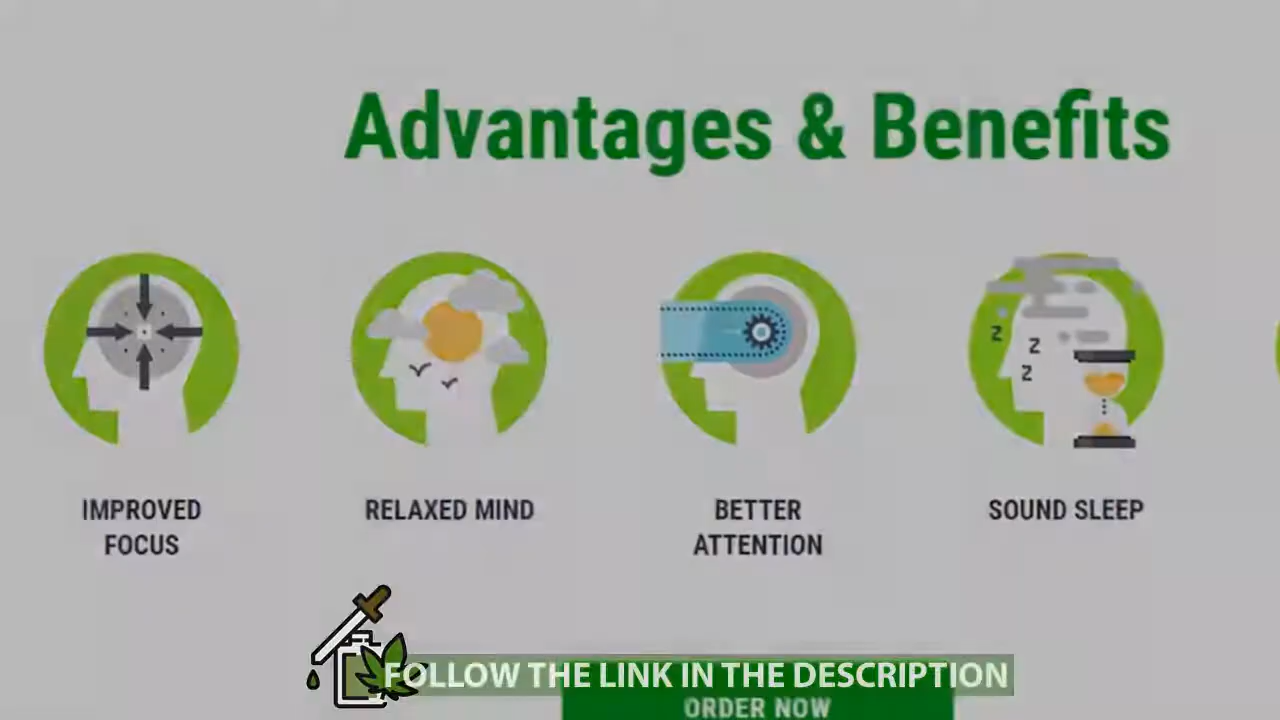 Advantages & Benefits
IMPROVED
FOCUS
RELAXED MIND
BETTER
ATTENTION
Z
Z
Z
SOUND SLEEP
FOLLOW THE LINK IN THE DESCRIPTION
ORDER NOW